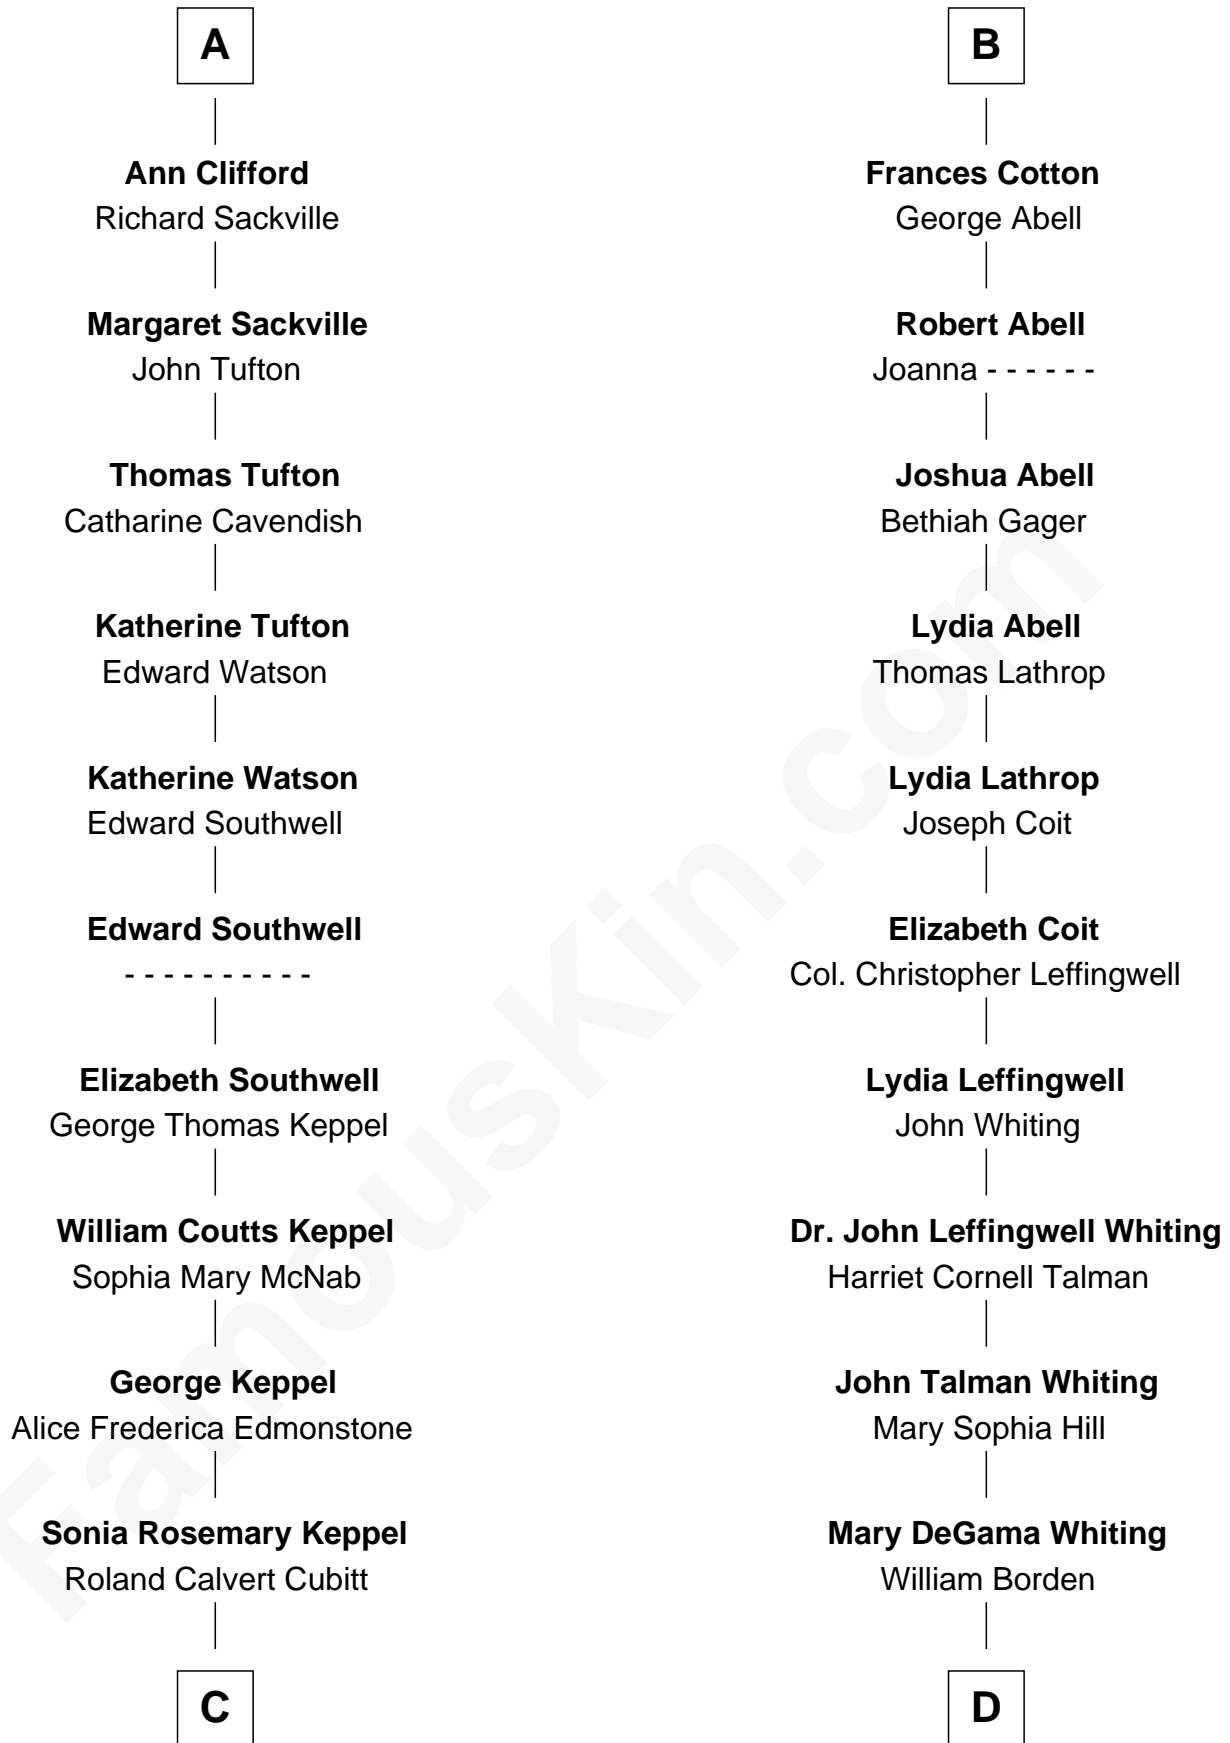 A
Ann Clifford
Richard Sackville
Margaret Sackville
John Tufton
Thomas Tufton
Catharine Cavendish
Katherine Tufton
Edward Watson
Katherine Watson
Edward Southwell
Edward Southwell
- - - - - - - - - -
Elizabeth Southwell
George Thomas Keppel
William Coutts Keppel
Sophia Mary McNab
George Keppel
Alice Frederica Edmonstone
Sonia Rosemary Keppel
Roland Calvert Cubitt
C
B
Frances Cotton
George Abell
Robert Abell
Joanna - - - - - -
Joshua Abell
Bethiah Gager
Lydia Abell
Thomas Lathrop
Lydia Lathrop
Joseph Coit
Elizabeth Coit
Col. Christopher Leffingwell
Lydia Leffingwell
John Whiting
Dr. John Leffingwell Whiting
Harriet Cornell Talman
John Talman Whiting
Mary Sophia Hill
Mary DeGama Whiting
William Borden
D
FamousKin.com